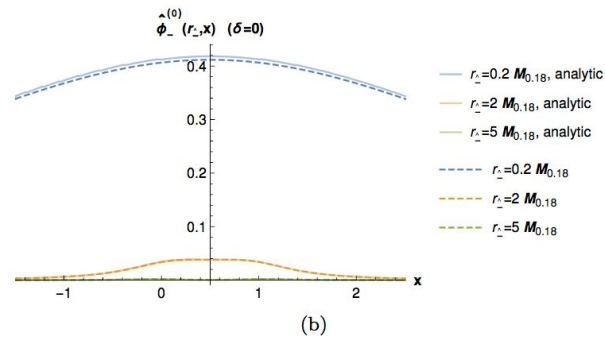 ϕ̂₋⁽⁰⁾ (r₋̂,x) (δ=0)
0.4
0.3
0.2
0.1
-1 0 1 2 x
r₋̂=0.2 M0.18, analytic
r₋̂=2 M0.18, analytic
r₋̂=5 M0.18, analytic
r₋̂=0.2 M0.18
r₋̂=2 M0.18
r₋̂=5 M0.18
(b)